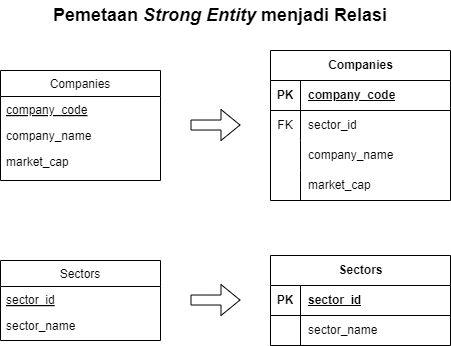 Pemetaan Strong Entity menjadi Relasi
Companies
company_code
company_name
market_cap
Companies
PK company_code
FK sector_id
company_name
market_cap
Sectors
sector_id
sector_name
Sectors
PK sector_id
sector_name